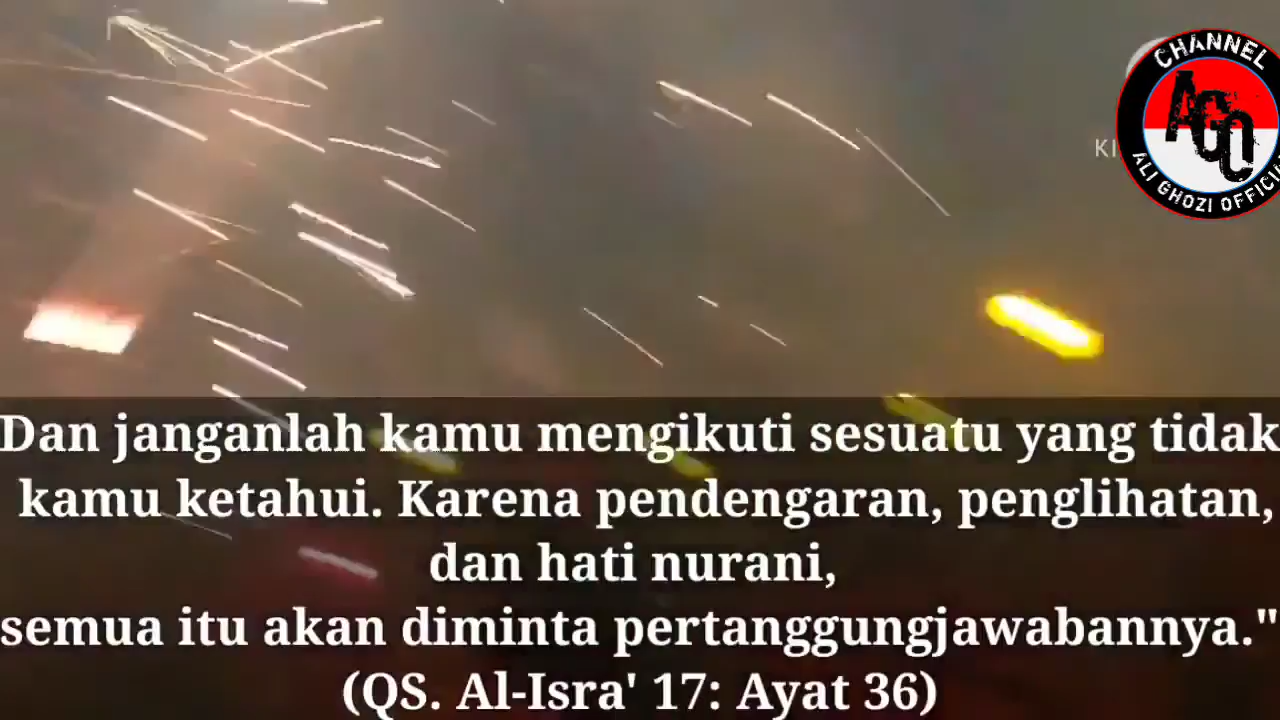 CHANNEL
AGO
ALI GHOZI OFFICI
KI
Dan janganlah kamu mengikuti sesuatu yang tidak
kamu ketahui. Karena pendengaran, penglihatan,
dan hati nurani,
semua itu akan diminta pertanggungjawabannya."
(QS. Al-Isra' 17: Ayat 36)